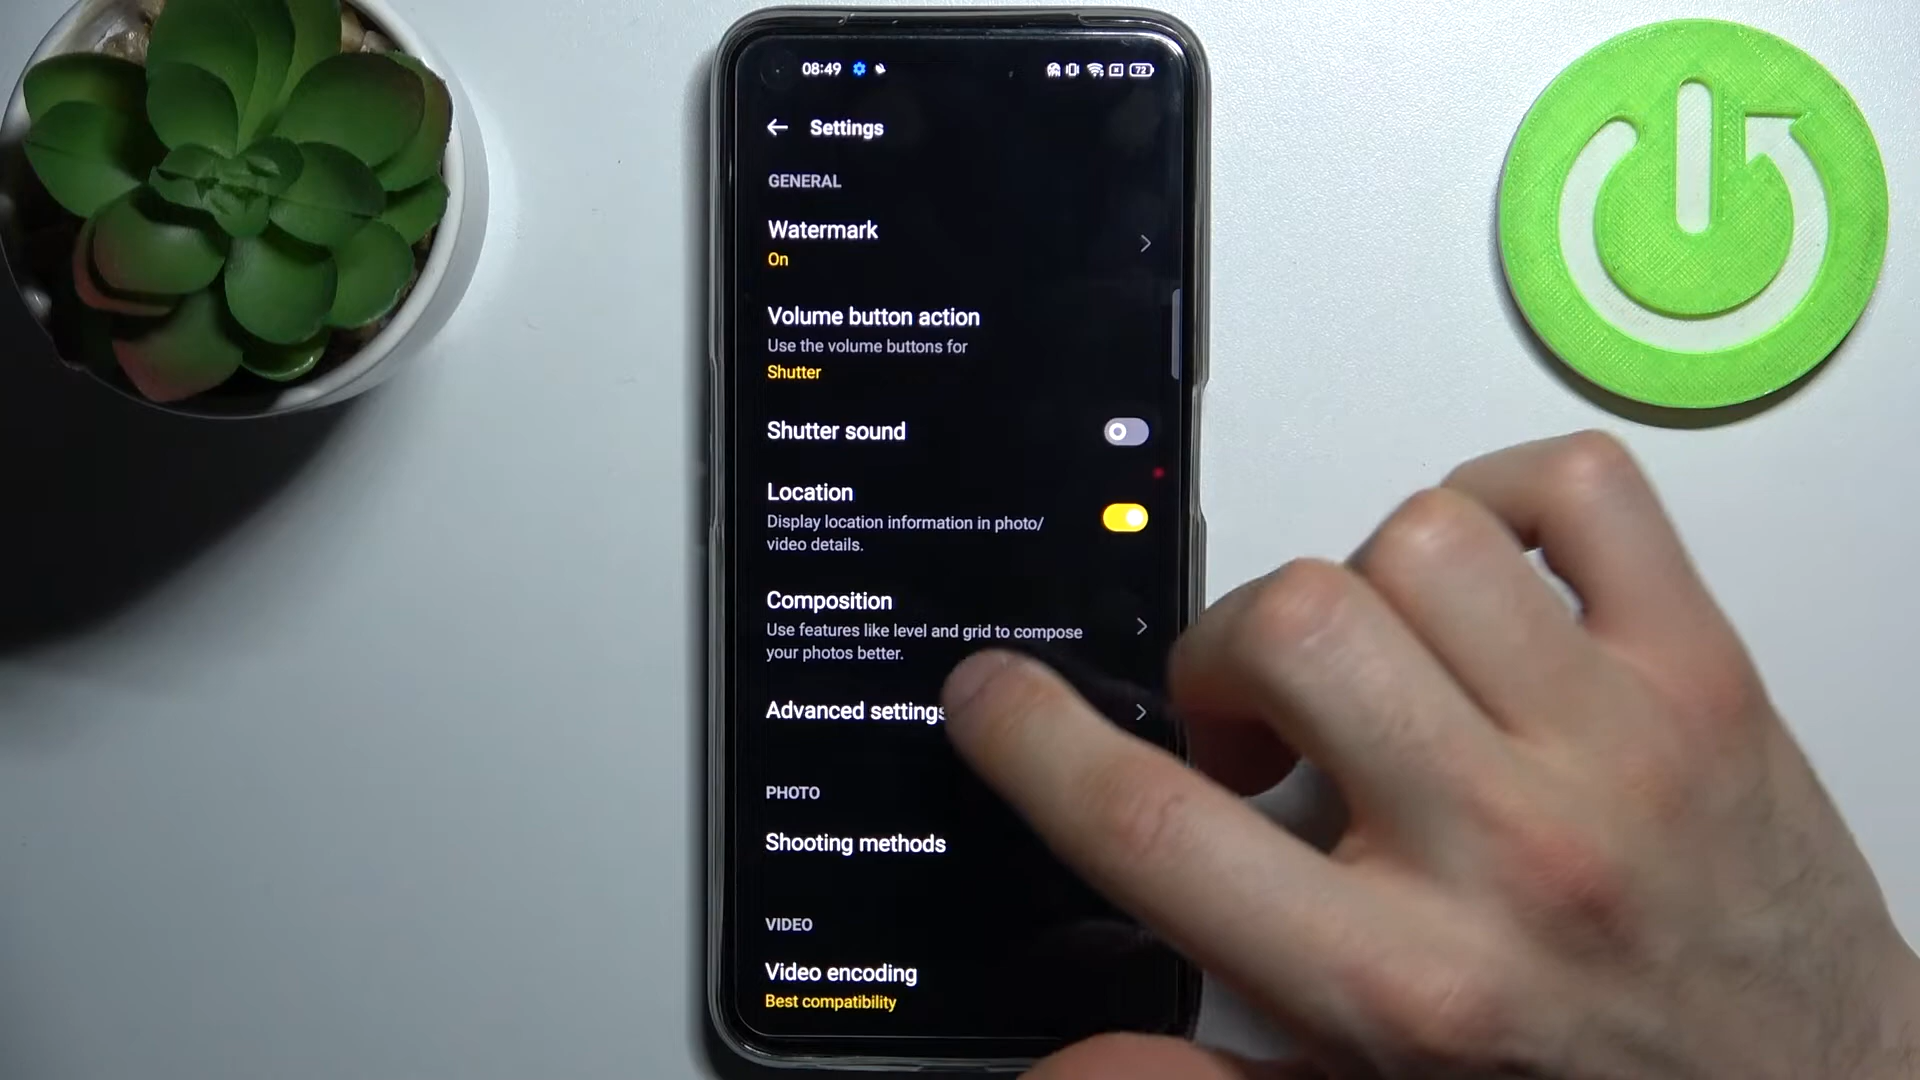 08:49
72
Settings
GENERAL
Watermark
On
Volume button action
Use the volume buttons for
Shutter
Shutter sound
Location
Display location information in photo/
video details.
Composition
Use features like level and grid to compose
your photos better.
Advanced settings
PHOTO
Shooting methods
VIDEO
Video encoding
Best compatibility